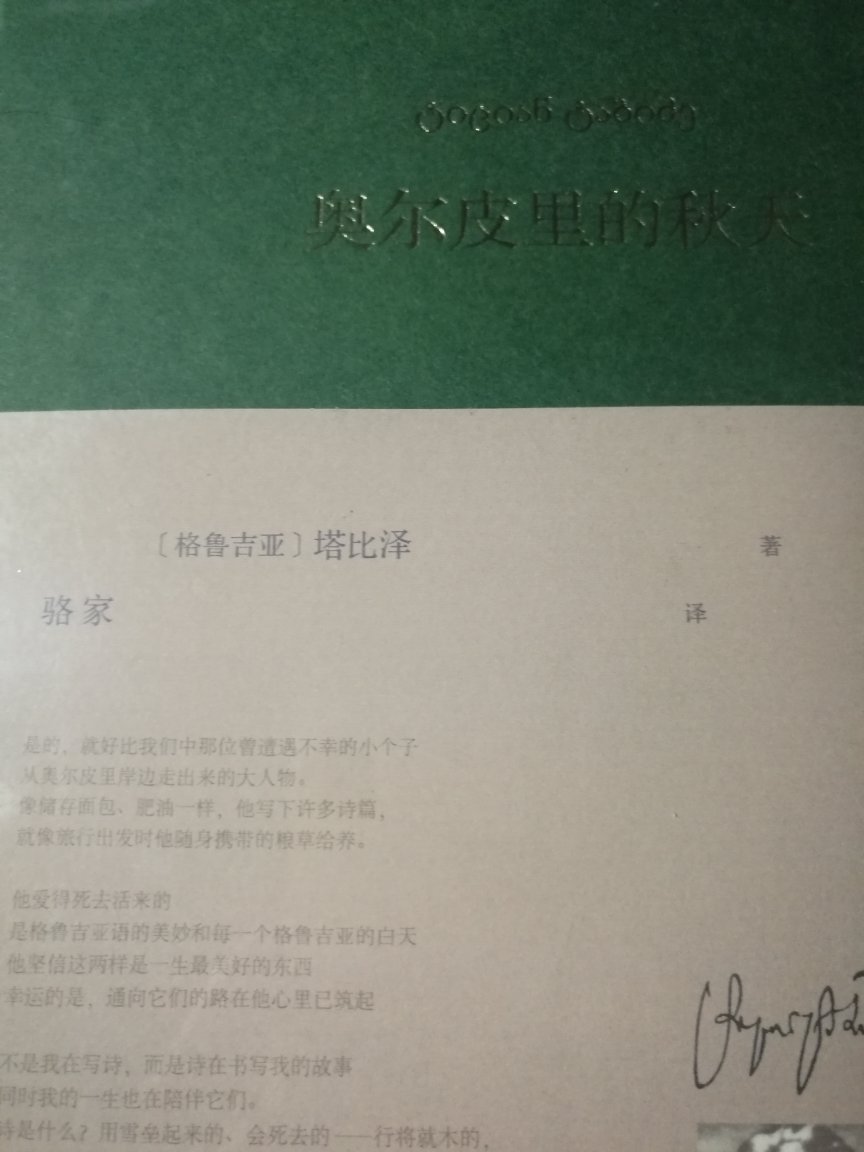 ტიციან ტაბიძე
奥尔皮里的秋天
〔格鲁吉亚〕塔比泽 著
骆家 译
是的，就好比我们中那位曾遭遇不幸的小个子
从奥尔皮里岸边走出来的大人物。
像储存面包、肥油一样，他写下许多诗篇，
就像旅行出发时他随身携带的粮草给养。
他爱得死去活来的
是格鲁吉亚语的美妙和每一个格鲁吉亚的白天
他坚信这两样是一生最美好的东西
幸运的是，通向它们的路在他心里已筑起
不是我在写诗，而是诗在书写我的故事
同时我的一生也在陪伴它们。
诗是什么？用雪垒起来的、会死去的——行将就木的，